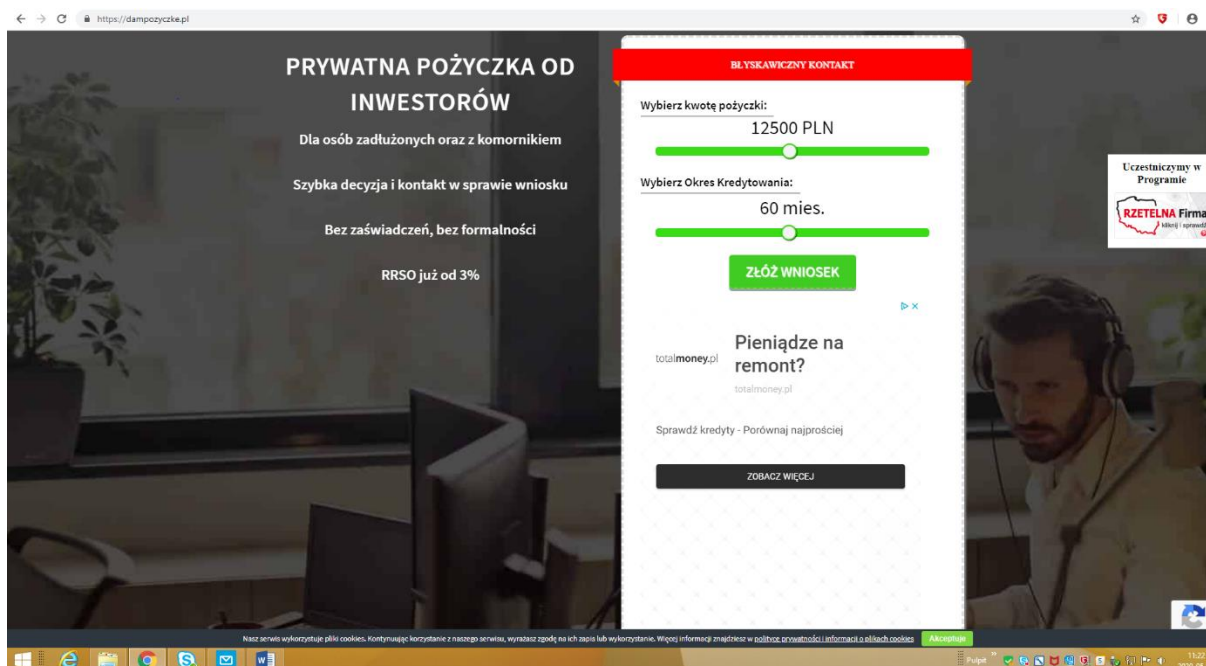 https://dampozyczke.pl
PRYWATNA POŻYCZKA OD
INWESTORÓW
Dla osób zadłużonych oraz z komornikiem
Szybka decyzja i kontakt w sprawie wniosku
Bez zaświadczeń, bez formalności
RRSO już od 3%
BŁYSKAWICZNY KONTAKT
Wybierz kwotę pożyczki:
12500 PLN
Wybierz Okres Kredytowania:
60 mies.
ZŁÓŻ WNIOSEK
totalmoney.pl
Pieniądze na
remont?
totalmoney.pl
Sprawdź kredyty - Porównaj najprościej
ZOBACZ WIĘCEJ
Uczestniczymy w
Programie
RZETELNA Firma
kliknij i sprawdź
Nasz serwis wykorzystuje pliki cookies. Kontynuując korzystanie z naszego serwisu, wyrażasz zgodę na ich zapis lub wykorzystanie. Więcej informacji znajdziesz w polityce prywatności i informacji o plikach cookies
Akceptuję
Pulpit
11:22